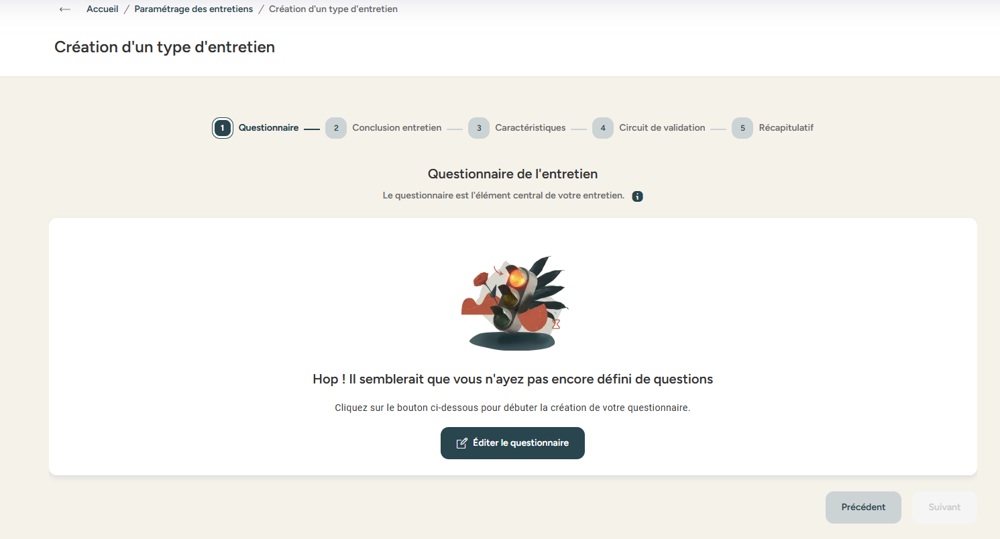 Accueil / Paramétrage des entretiens / Création d'un type d'entretien
Création d'un type d'entretien
1 Questionnaire 2 Conclusion entretien 3 Caractéristiques 4 Circuit de validation 5 Récapitulatif
Questionnaire de l'entretien
Le questionnaire est l'élément central de votre entretien. i
Hop ! Il semblerait que vous n'ayez pas encore défini de questions
Cliquez sur le bouton ci-dessous pour débuter la création de votre questionnaire.
Éditer le questionnaire
Précédent Suivant